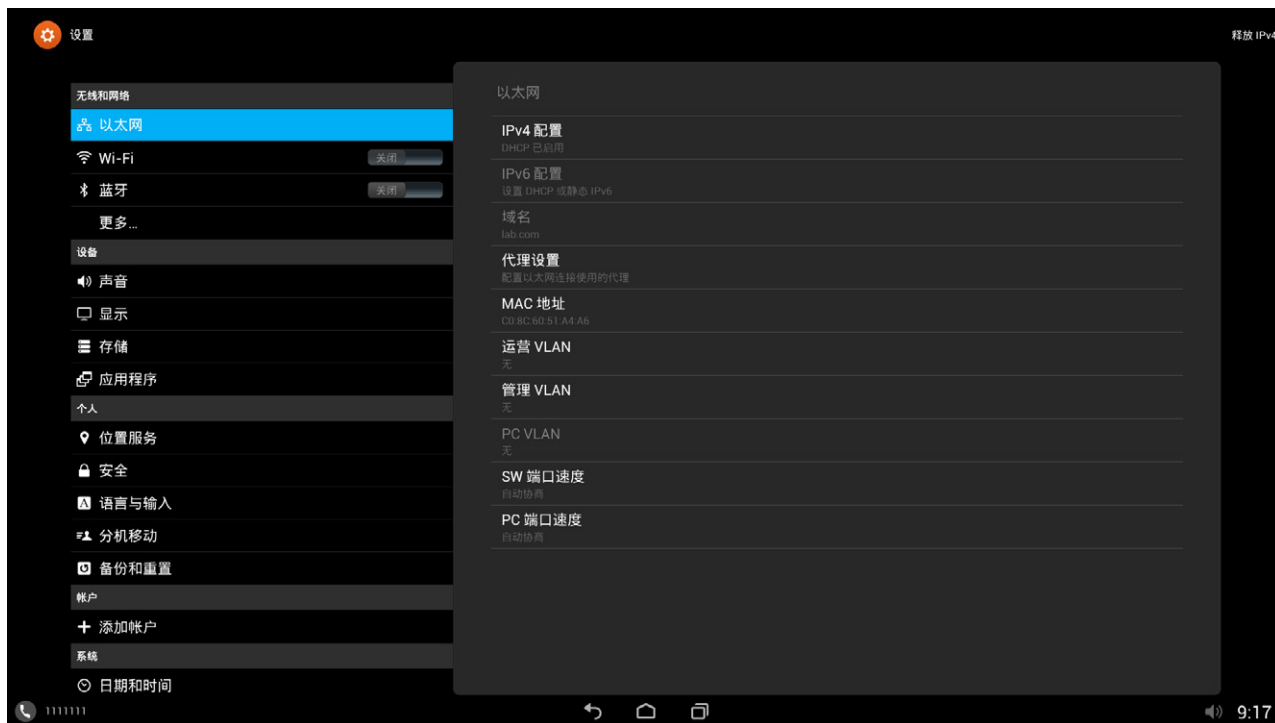 设置
释放 IPv4
无线和网络
以太网
Wi-Fi
关闭
蓝牙
关闭
更多...
设备
声音
显示
存储
应用程序
个人
位置服务
安全
语言与输入
分机移动
备份和重置
帐户
添加帐户
系统
日期和时间
以太网
IPv4 配置
DHCP 已启用
IPv6 配置
设置 DHCP 或静态 IPv6
域名
lab.com
代理设置
配置以太网连接使用的代理
MAC 地址
C0:8C:60:51:A4:A6
运营 VLAN
无
管理 VLAN
无
PC VLAN
无
SW 端口速度
自动协商
PC 端口速度
自动协商
1111111
9:17